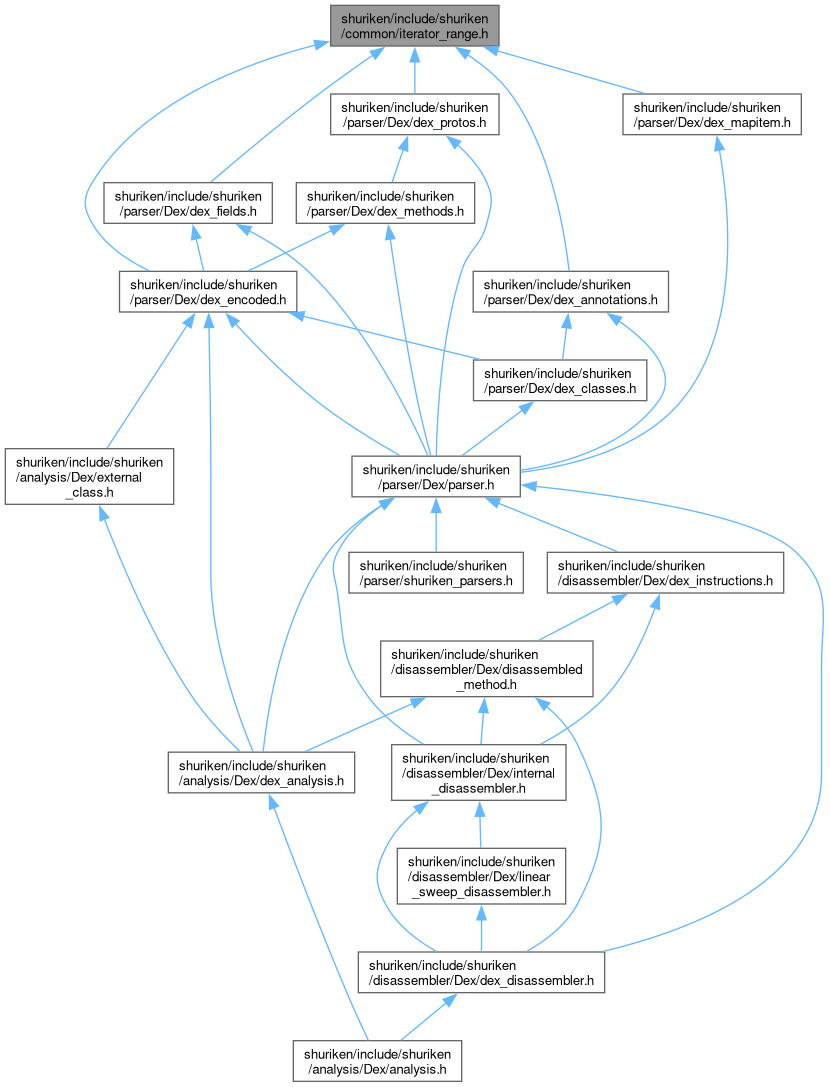 shuriken/include/shuriken
/common/iterator_range.h
shuriken/include/shuriken
/parser/Dex/dex_protos.h
shuriken/include/shuriken
/parser/Dex/dex_mapitem.h
shuriken/include/shuriken
/parser/Dex/dex_fields.h
shuriken/include/shuriken
/parser/Dex/dex_methods.h
shuriken/include/shuriken
/parser/Dex/dex_encoded.h
shuriken/include/shuriken
/parser/Dex/dex_annotations.h
shuriken/include/shuriken
/parser/Dex/dex_classes.h
shuriken/include/shuriken
/analysis/Dex/external
_class.h
shuriken/include/shuriken
/parser/Dex/parser.h
shuriken/include/shuriken
/parser/shuriken_parsers.h
shuriken/include/shuriken
/disassembler/Dex/dex_instructions.h
shuriken/include/shuriken
/disassembler/Dex/disassembled
_method.h
shuriken/include/shuriken
/analysis/Dex/dex_analysis.h
shuriken/include/shuriken
/disassembler/Dex/internal
_disassembler.h
shuriken/include/shuriken
/disassembler/Dex/linear
_sweep_disassembler.h
shuriken/include/shuriken
/disassembler/Dex/dex_disassembler.h
shuriken/include/shuriken
/analysis/Dex/analysis.h